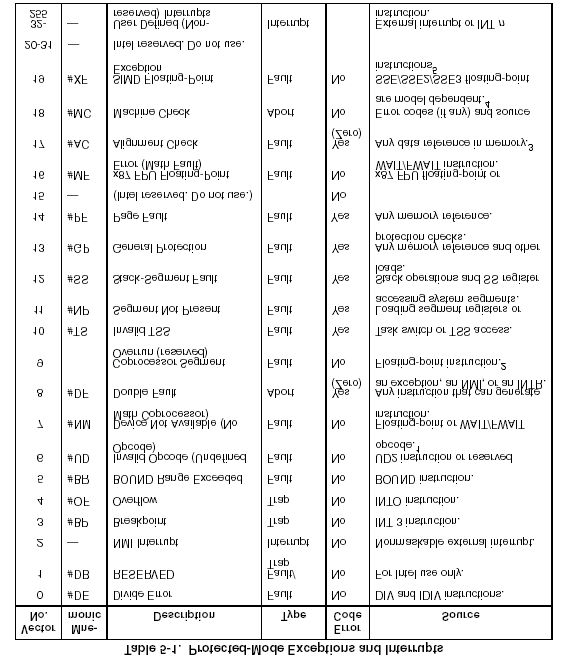 Table 5-1. Protected-Mode Exceptions and Interrupts
Vector No. Mne-monic Description Type Error Code Source
0 #DE Divide Error Fault No DIV and IDIV instructions.
1 #DB RESERVED Fault/ Trap No For Intel use only.
2 — NMI Interrupt Interrupt No Nonmaskable external interrupt.
3 #BP Breakpoint Trap No INT 3 instruction.
4 #OF Overflow Trap No INTO instruction.
5 #BR BOUND Range Exceeded Fault No BOUND instruction.
6 #UD Invalid Opcode (Undefined Opcode) Fault No UD2 instruction or reserved opcode.1
7 #NM Device Not Available (No Math Coprocessor) Fault No Floating-point or WAIT/FWAIT instruction.
8 #DF Double Fault Abort Yes (Zero) Any instruction that can generate an exception, an NMI, or an INTR.
9 Coprocessor Segment Overrun (reserved) Fault No Floating-point instruction.2
10 #TS Invalid TSS Fault Yes Task switch or TSS access.
11 #NP Segment Not Present Fault Yes Loading segment registers or accessing system segments.
12 #SS Stack-Segment Fault Fault Yes Stack operations and SS register loads.
13 #GP General Protection Fault Yes Any memory reference and other protection checks.
14 #PF Page Fault Fault Yes Any memory reference.
15 — (Intel reserved. Do not use.) No
16 #MF x87 FPU Floating-Point Error (Math Fault) Fault No x87 FPU floating-point or WAIT/FWAIT instruction.
17 #AC Alignment Check Fault Yes (Zero) Any data reference in memory.3
18 #MC Machine Check Abort No Error codes (if any) and source are model dependent.4
19 #XF SIMD Floating-Point Exception Fault No SSE/SSE2/SSE3 floating-point instructions5
20-31 — Intel reserved. Do not use.
32-255 — User Defined (Non-reserved) Interrupts Interrupt External interrupt or INT n instruction.